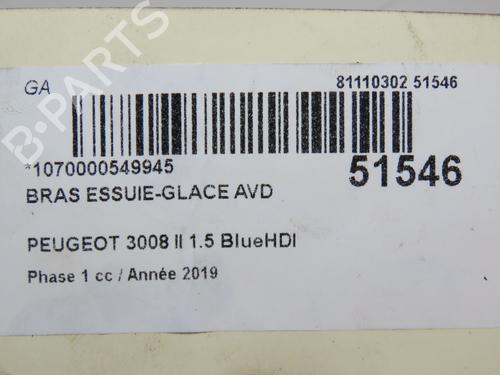 GA
81110302 51546
*1070000549945
51546
BRAS ESSUIE-GLACE AVD
PEUGEOT 3008 II 1.5 BlueHDI
Phase 1 cc / Année 2019
B-PARTS